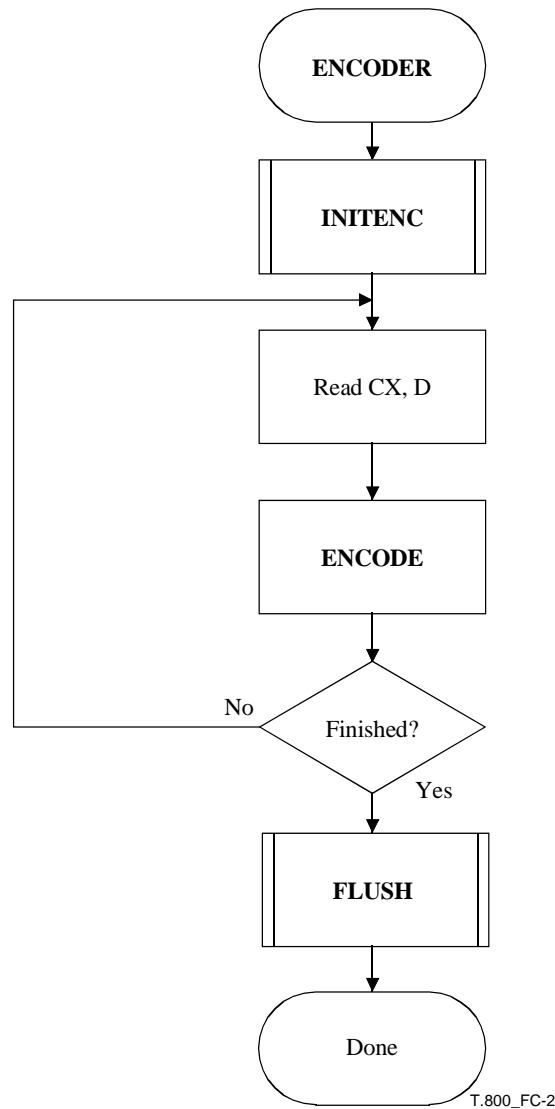 ENCODER
INITENC
Read CX, D
ENCODE
No
Finished?
Yes
FLUSH
Done
T.800_FC-2